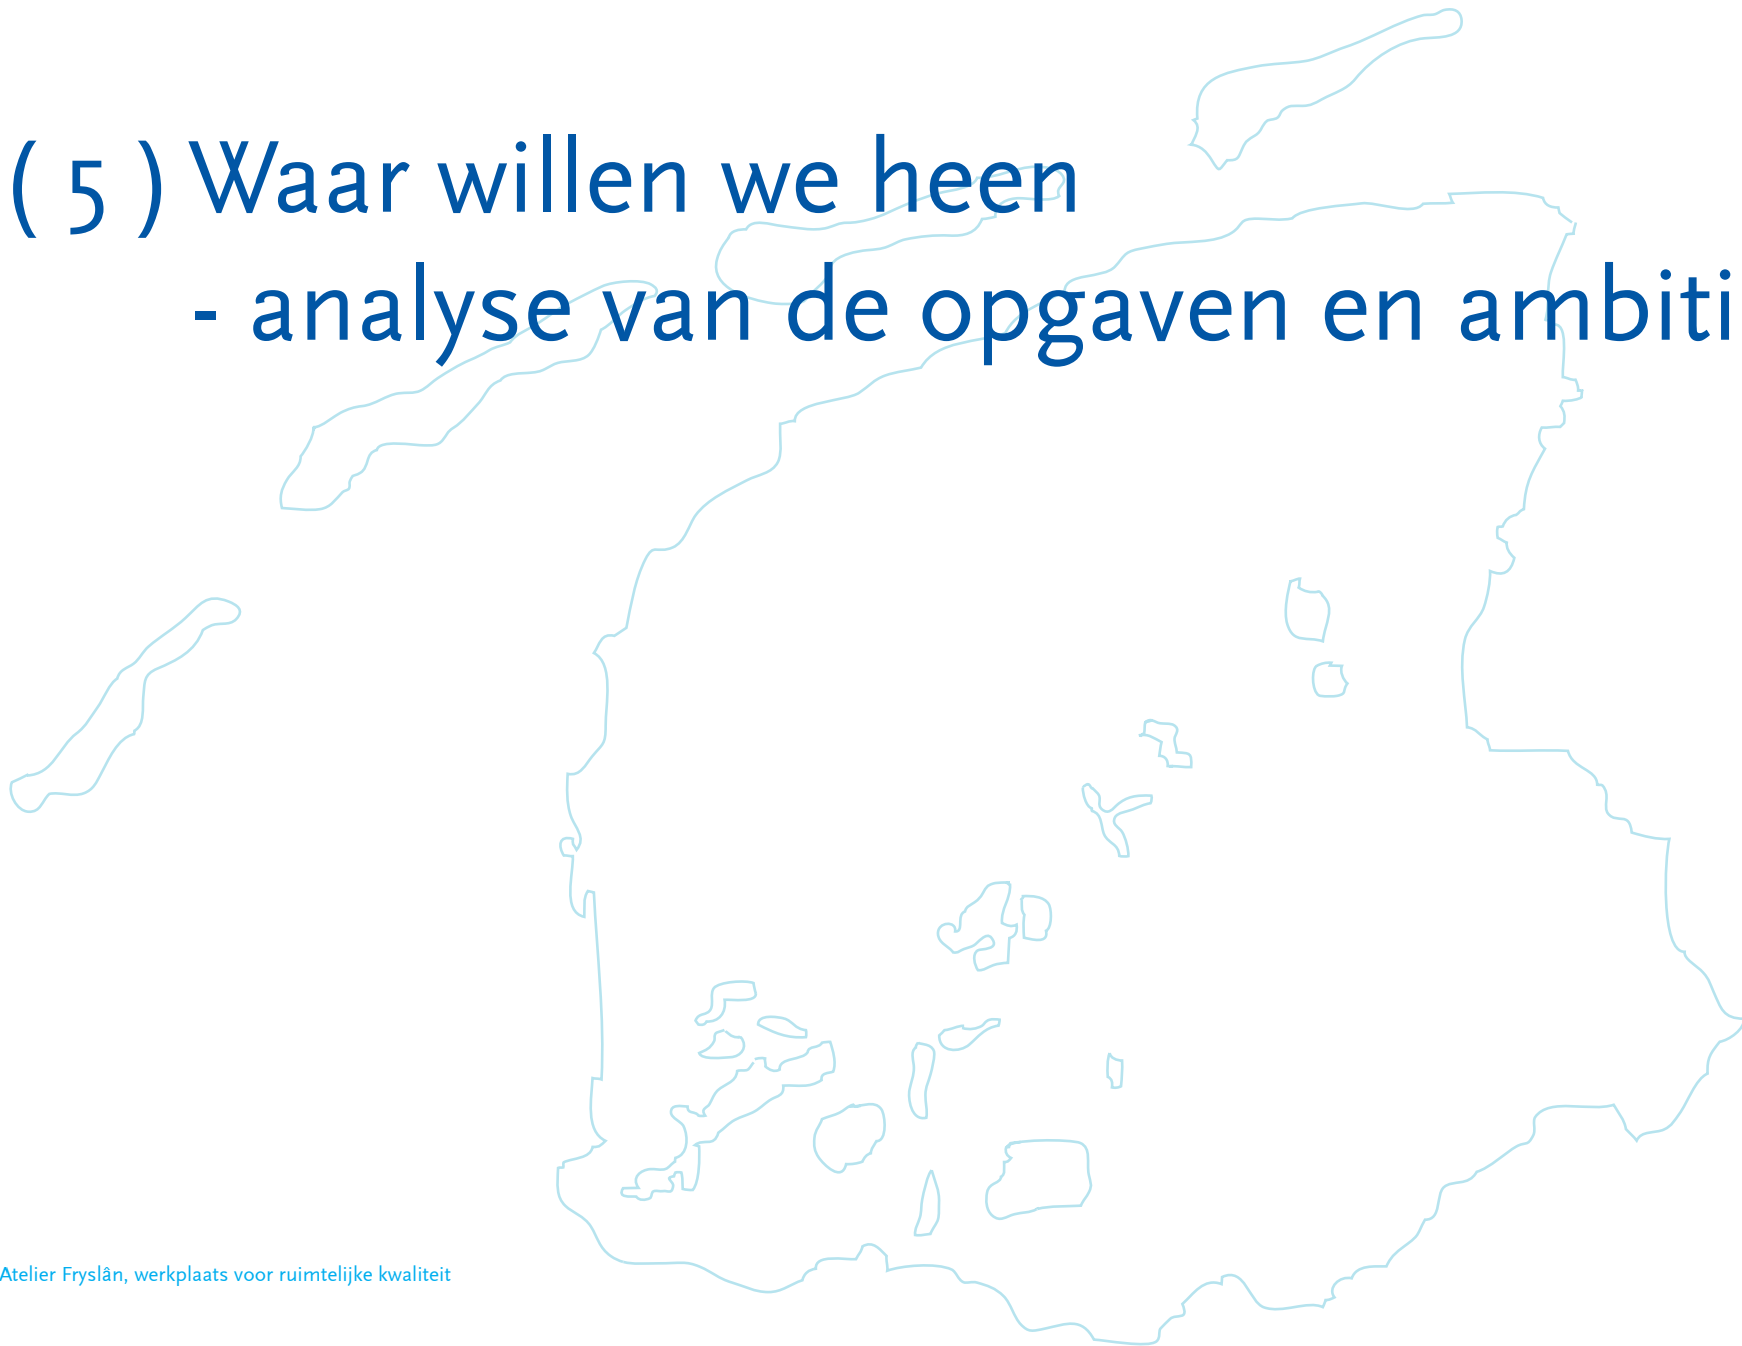 ( 5 ) Waar willen we heen
- analyse van de opgaven en ambiti
Atelier Fryslân, werkplaats voor ruimtelijke kwaliteit